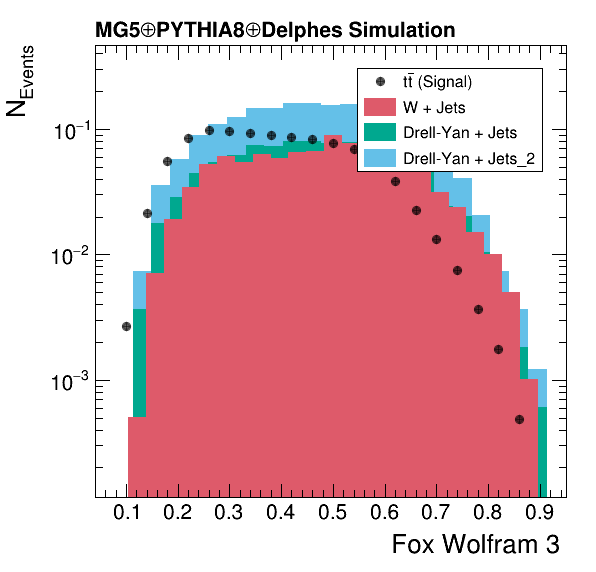 MG5⊕PYTHIA8⊕Delphes Simulation
N_Events
tt̄ (Signal)
W + Jets
Drell-Yan + Jets
Drell-Yan + Jets_2
10⁻¹
10⁻²
10⁻³
0.1 0.2 0.3 0.4 0.5 0.6 0.7 0.8 0.9
Fox Wolfram 3